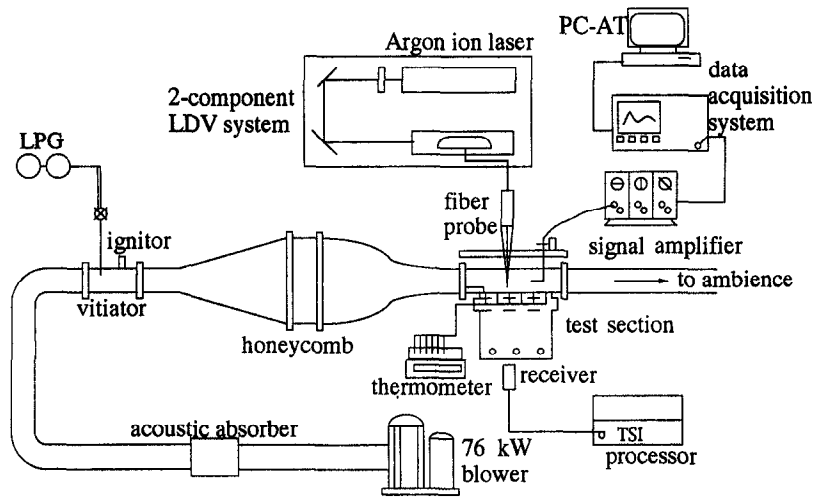 Argon ion laser
PC-AT
2-component
LDV system
data
acquisition
system
LPG
fiber
probe
ignitor
signal amplifier
to ambience
vitiator
honeycomb
test section
thermometer
receiver
acoustic absorber
76 kW
blower
TSI
processor